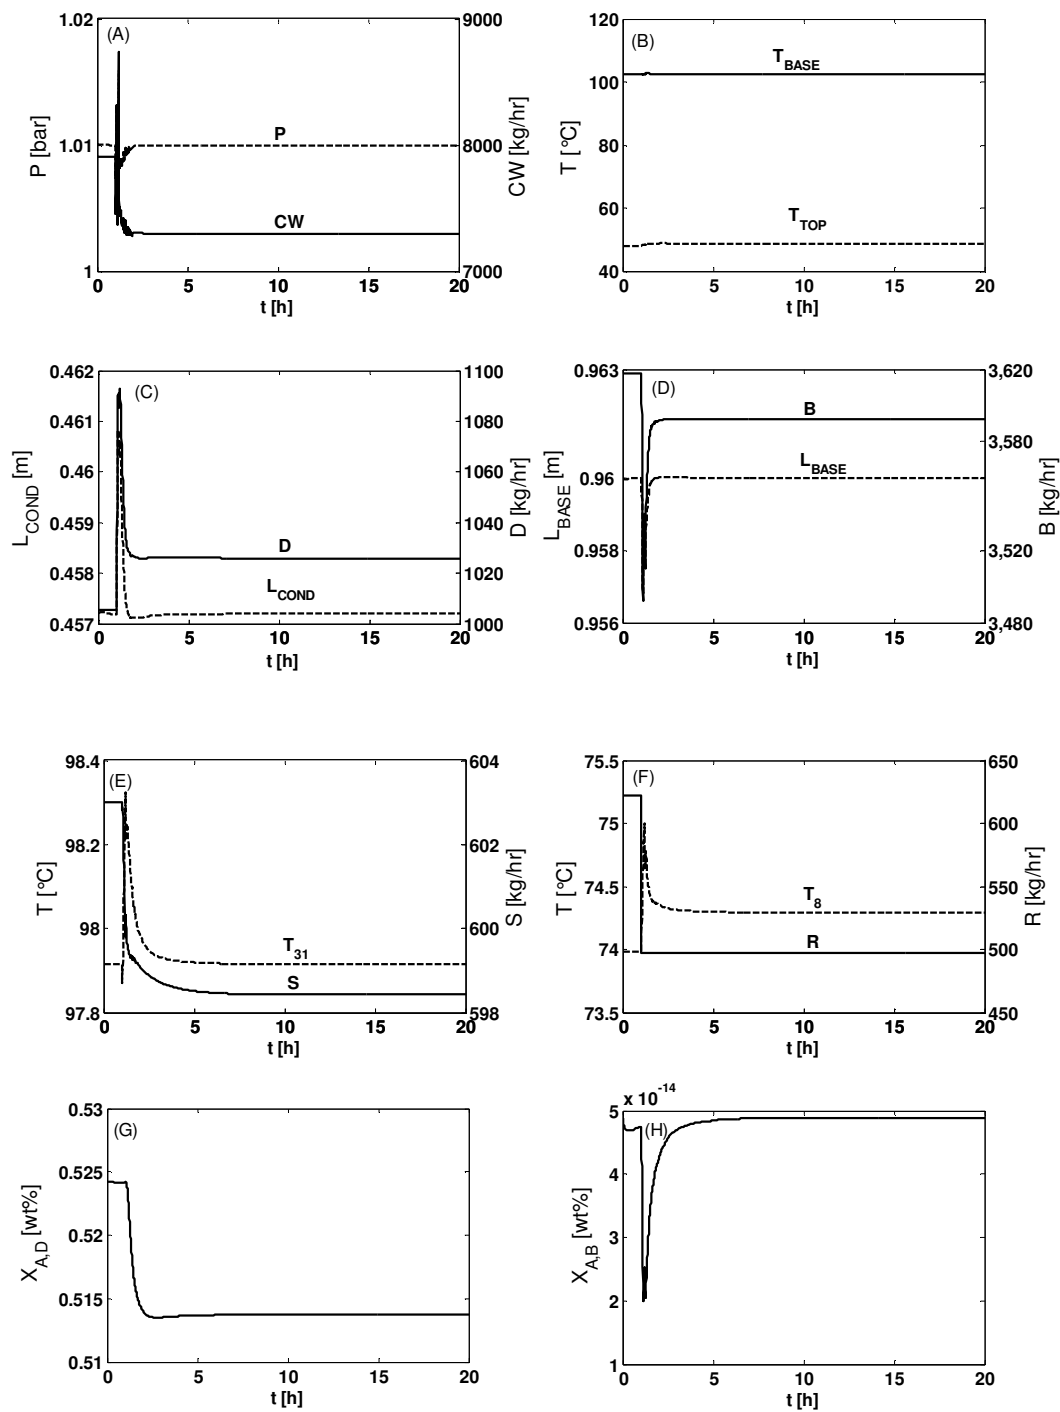 (A)
1.02
1.01
1
P [bar]
9000
8000
7000
CW [kg/hr]
P
CW
0 5 10 15 20
t [h]
(B)
120
100
80
60
40
T [°C]
T_BASE
T_TOP
0 5 10 15 20
t [h]
(C)
0.462
0.461
0.46
0.459
0.458
0.457
L_COND [m]
1100
1080
1060
1040
1020
1000
D [kg/hr]
D
L_COND
0 5 10 15 20
t [h]
(D)
0.963
0.96
0.958
0.956
L_BASE [m]
3,620
3,580
3,520
3,480
B [kg/hr]
B
L_BASE
0 5 10 15 20
t [h]
(E)
98.4
98.2
98
97.8
T [°C]
604
602
600
598
S [kg/hr]
T_31
S
0 5 10 15 20
t [h]
(F)
75.5
75
74.5
74
73.5
T [°C]
650
600
550
500
450
R [kg/hr]
T_8
R
0 5 10 15 20
t [h]
(G)
0.53
0.525
0.52
0.515
0.51
X_A,D [wt%]
0 5 10 15 20
t [h]
x 10^-14
(H)
5
4
3
2
1
X_A,B [wt%]
0 5 10 15 20
t [h]